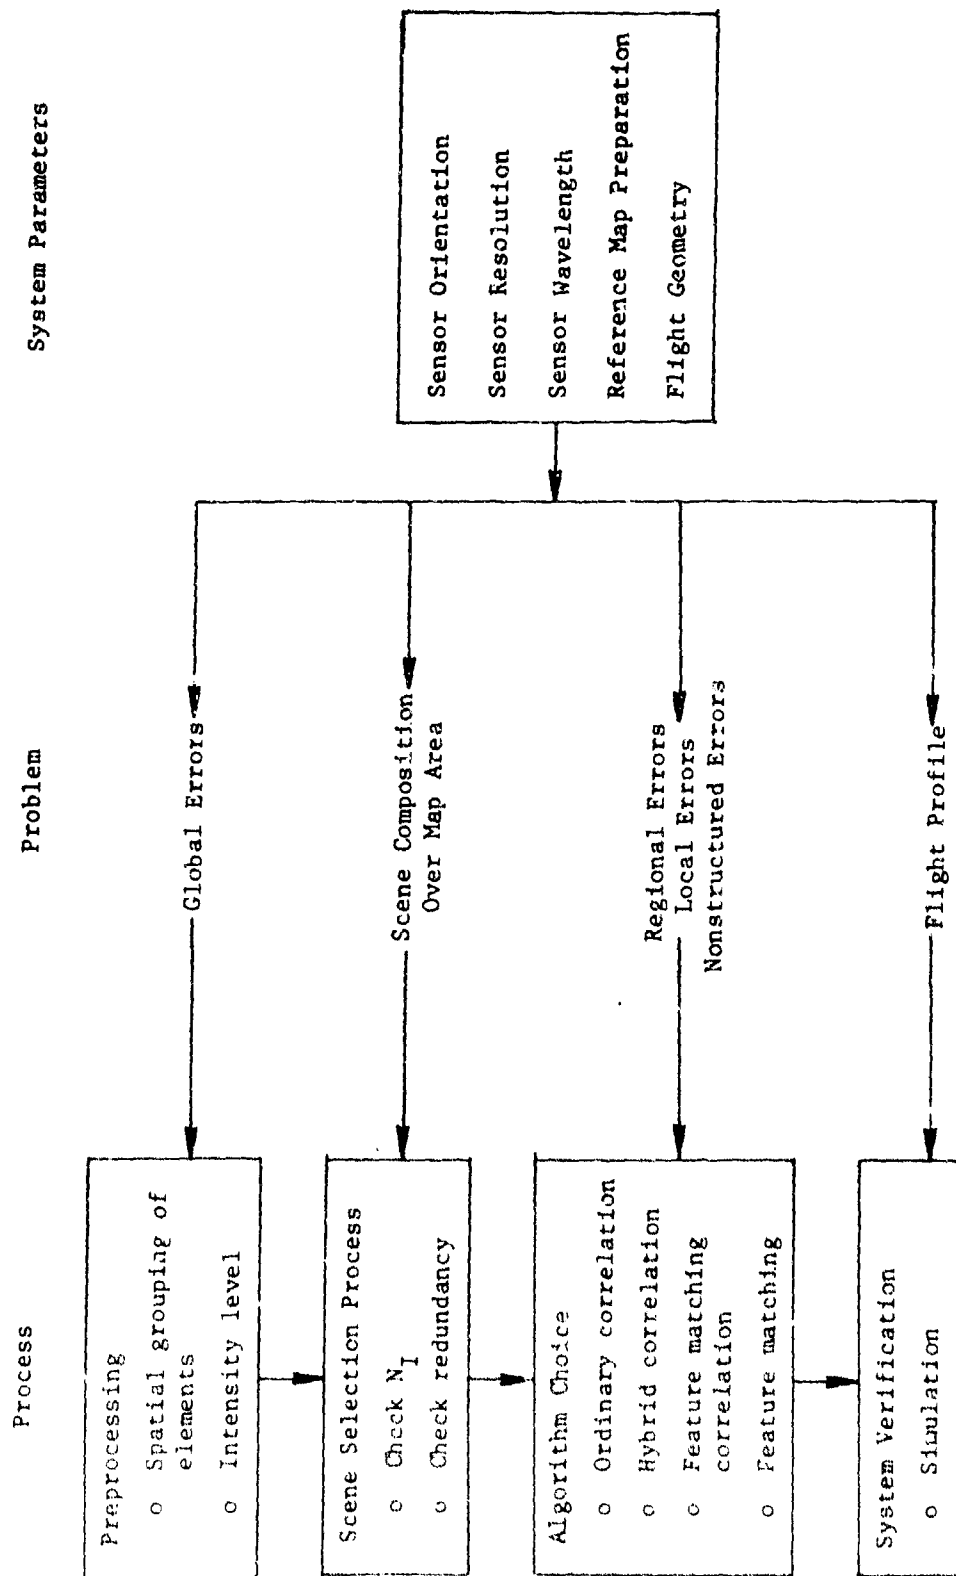 Process
Problem
System Parameters
Preprocessing
o Spatial grouping of
elements
o Intensity level
Global Errors
Scene Selection Process
o Check N_I
o Check redundancy
Scene Composition
Over Map Area
Algorithm Choice
o Ordinary correlation
o Hybrid correlation
o Feature matching
correlation
o Feature matching
Regional Errors
Local Errors
Nonstructured Errors
System Verification
o Simulation
Flight Profile
Sensor Orientation
Sensor Resolution
Sensor Wavelength
Reference Map Preparation
Flight Geometry